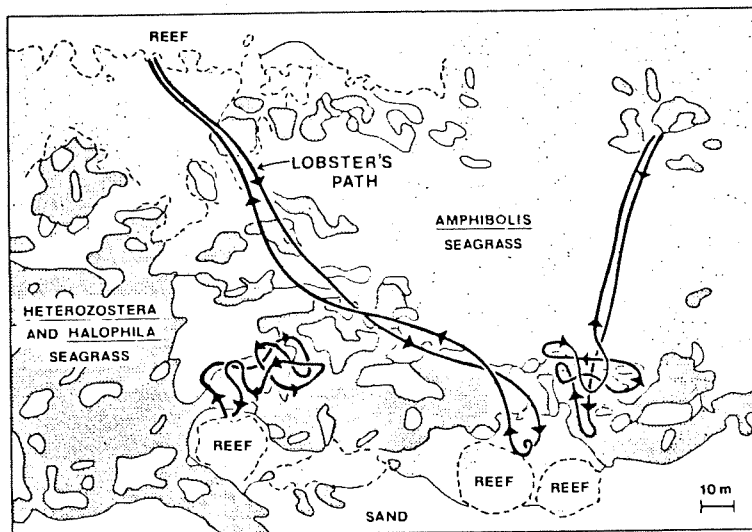 REEF
LOBSTER'S
PATH
AMPHIBOLIS
SEAGRASS
HETEROZOSTERA
AND HALOPHILA
SEAGRASS
REEF
REEF
REEF
10 m
SAND